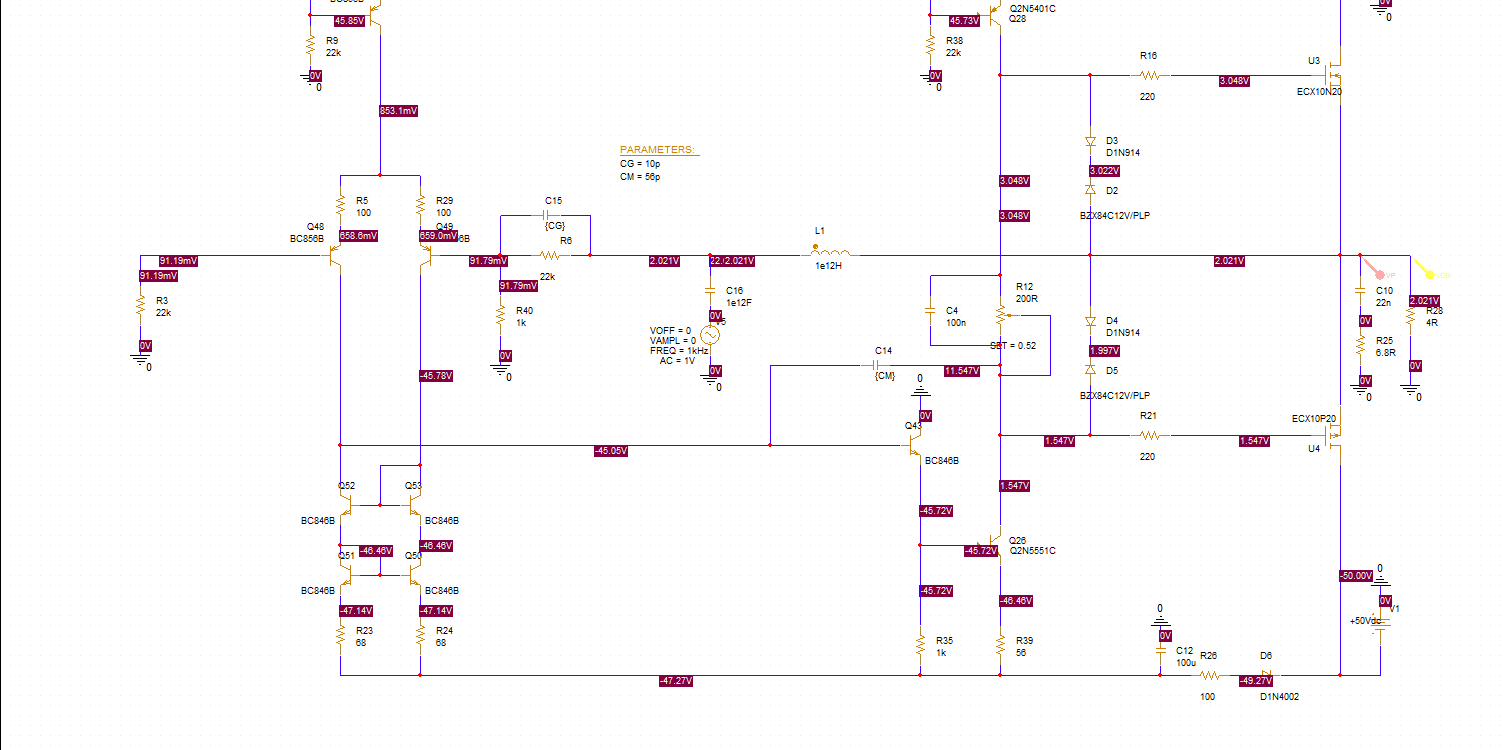 45.85V
Q2N5401C
45.73V
Q28
0
R9
22k
R38
22k
R16
U3
0V
0
0V
0
3.048V
220
ECX10N20
853.1mV
PARAMETERS:
CG = 10p
CM = 56p
D3
D1N914
3.022V
3.048V
D2
R5
100
R29
100
C15
3.048V
BZX84C12V/PLP
{CG}
Q48
BC856B
658.6mV
Q49
659.0mV
6B
R6
L1
91.19mV
91.79mV
22k
2.021V
2.021V
1e12H
2.021V
91.19mV
R3
22k
91.79mV
R40
1k
C16
1e12F
0V
VOFF = 0
VAMPL = 0
FREQ = 1kHz
AC = 1V
0V
0
C4
100n
R12
200R
SET = 0.52
D4
D1N914
1.997V
D5
BZX84C12V/PLP
VP
C10
22n
0V
R25
6.8R
0V
0
2.021V
R28
4R
0V
0
0V
0
0V
0
-45.78V
C14
{CM}
11.547V
0
0V
Q43
BC846B
R21
220
1.547V
1.547V
ECX10P20
U4
-45.05V
1.547V
Q52
Q53
BC846B
BC846B
-45.72V
-46.46V
-46.46V
-45.72V
Q26
Q2N5551C
Q51
Q50
BC846B
BC846B
-45.72V
-46.46V
-47.14V
-47.14V
R23
68
R24
68
R35
1k
R39
56
-50.00V
0
0V
V1
+50Vdc
0
0V
C12
100u
R26
100
D6
-49.27V
D1N4002
-47.27V